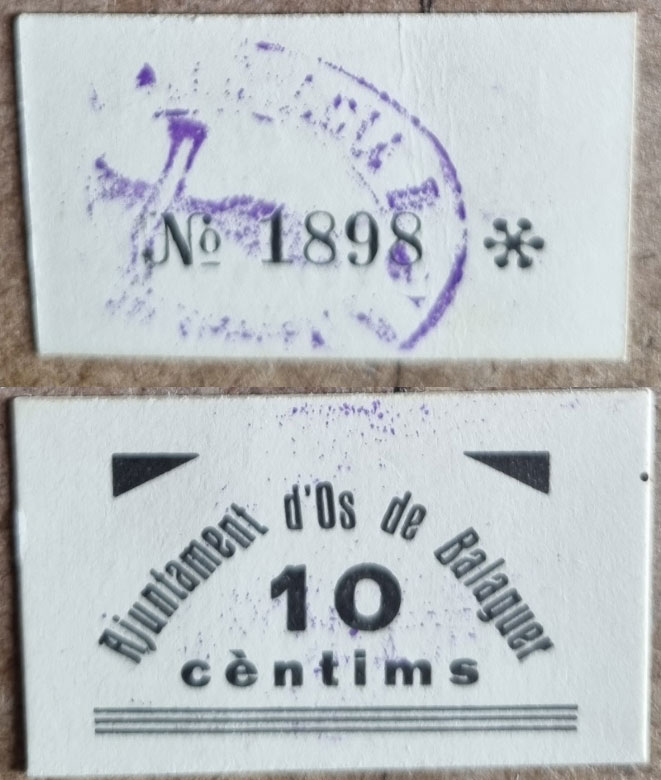 Nº 1898 *
Ajuntament d'Os de Balaguer
10
cèntims